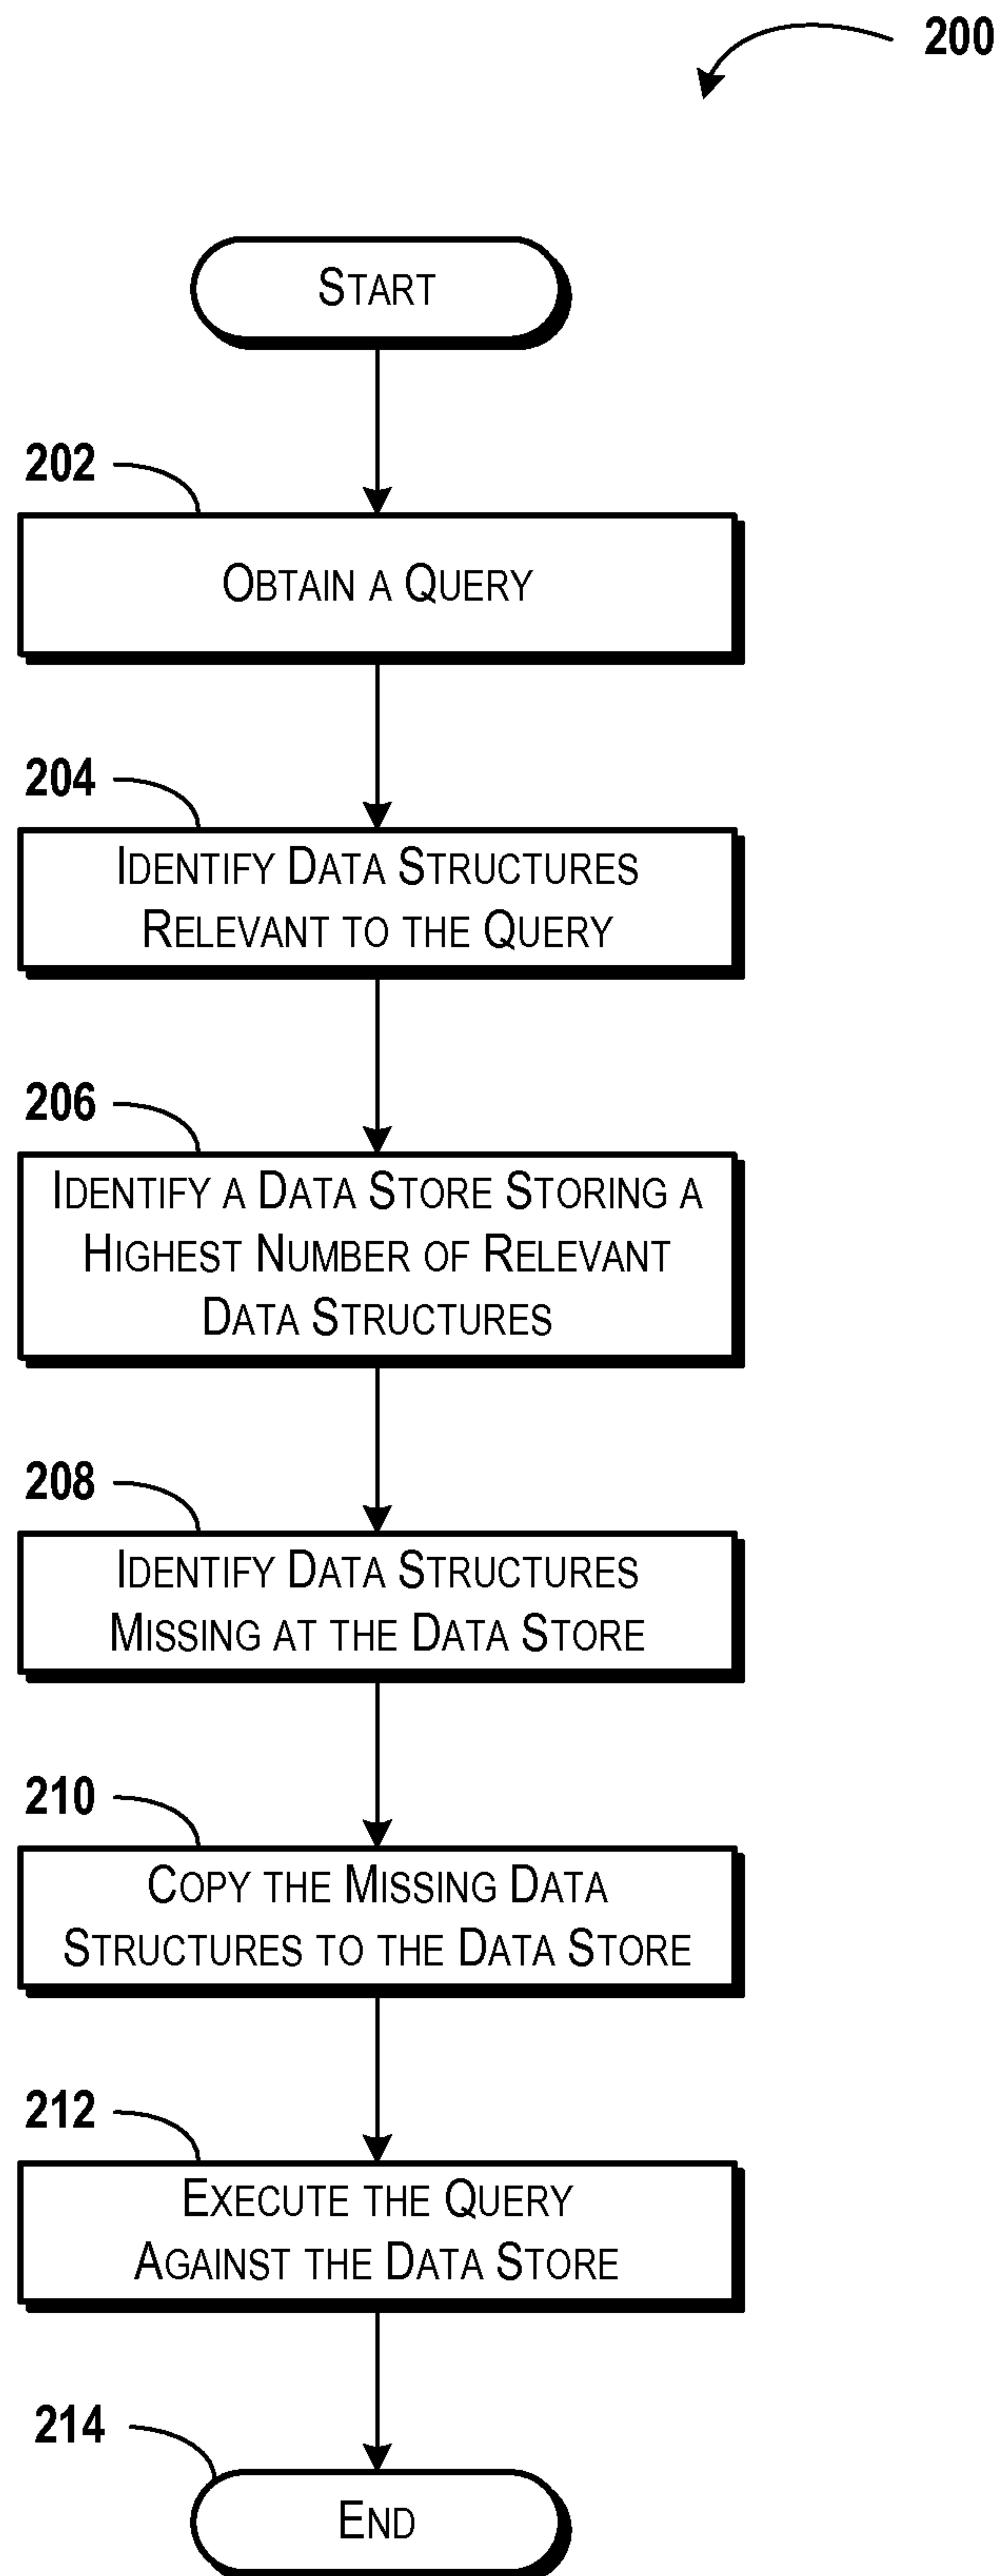 200
START
202
OBTAIN A QUERY
204
IDENTIFY DATA STRUCTURES
RELEVANT TO THE QUERY
206
IDENTIFY A DATA STORE STORING A
HIGHEST NUMBER OF RELEVANT
DATA STRUCTURES
208
IDENTIFY DATA STRUCTURES
MISSING AT THE DATA STORE
210
COPY THE MISSING DATA
STRUCTURES TO THE DATA STORE
212
EXECUTE THE QUERY
AGAINST THE DATA STORE
214
END